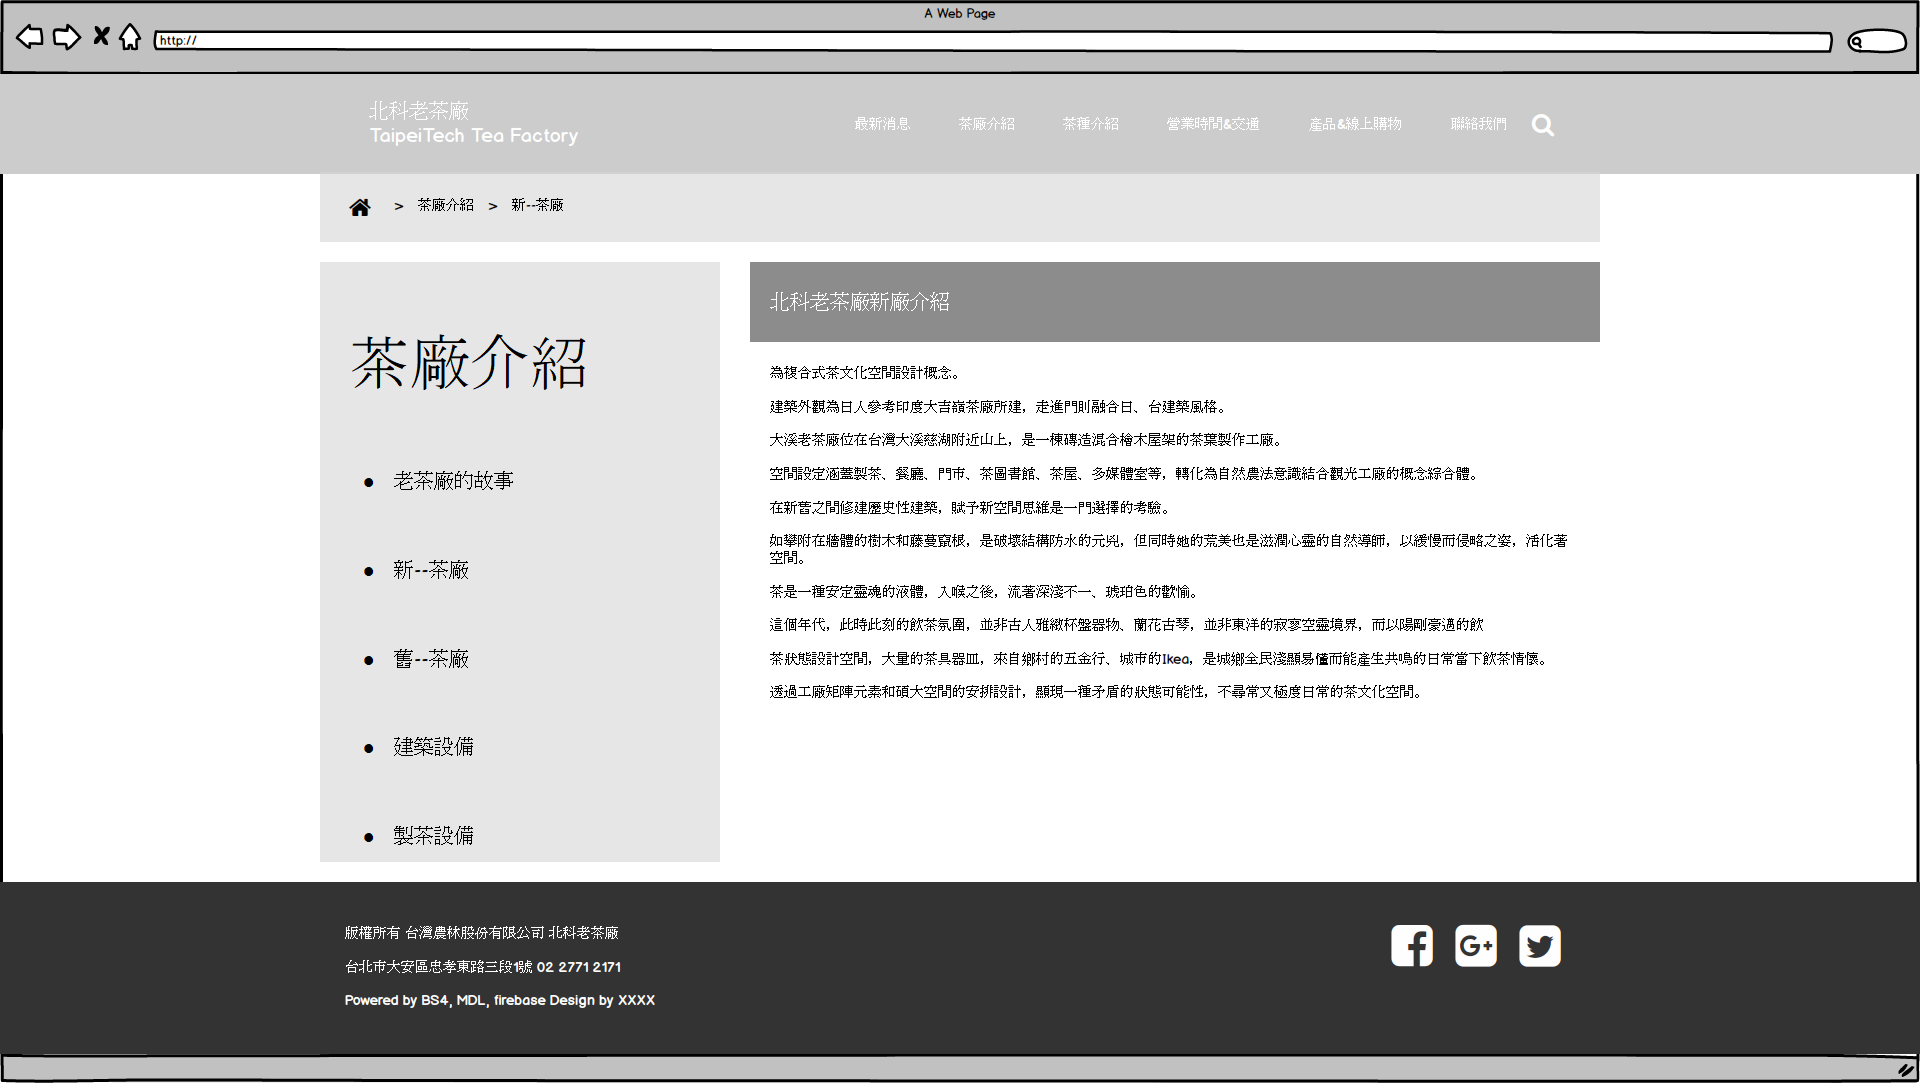 A Web Page
http://
北科老茶廠
TaipeiTech Tea Factory
最新消息 茶廠介紹 茶種介紹 營業時間&交通 產品&線上購物 聯絡我們
> 茶廠介紹 > 新--茶廠
茶廠介紹
老茶廠的故事
新--茶廠
舊--茶廠
建築設備
製茶設備
北科老茶廠新廠介紹
為複合式茶文化空間設計概念。
建築外觀為日人參考印度大吉嶺茶廠所建，走進門則融合日、台建築風格。
大溪老茶廠位在台灣大溪慈湖附近山上，是一棟磚造混合檜木屋架的茶葉製作工廠。
空間設定涵蓋製茶、餐廳、門市、茶圖書館、茶屋、多媒體室等，轉化為自然農法意識結合觀光工廠的概念綜合體。
在新舊之間修建歷史性建築，賦予新空間思維是一門選擇的考驗。
如攀附在牆體的樹木和藤蔓竄根，是破壞結構防水的元兇，但同時她的荒美也是滋潤心靈的自然導師，以緩慢而侵略之姿，活化著
空間。
茶是一種安定靈魂的液體，入喉之後，流著深淺不一、琥珀色的歡愉。
這個年代，此時此刻的飲茶氛圍，並非古人雅緻杯盤器物、蘭花古琴，並非東洋的寂寥空靈境界，而以陽剛豪邁的飲
茶狀態設計空間，大量的茶具器皿，來自鄉村的五金行、城市的Ikea，是城鄉全民淺顯易懂而能產生共鳴的日常當下飲茶情懷。
透過工廠矩陣元素和碩大空間的安排設計，顯現一種矛盾的狀態可能性，不尋常又極度日常的茶文化空間。
版權所有 台灣農林股份有限公司 北科老茶廠
台北市大安區忠孝東路三段1號 02 2771 2171
Powered by BS4, MDL, firebase Design by XXXX